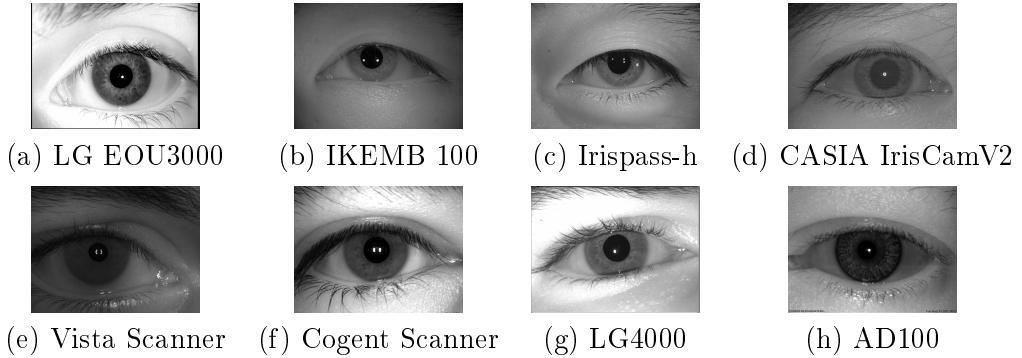 (a) LG EOU3000
(b) IKEMB 100
(c) Irispass-h
(d) CASIA IrisCamV2
(e) Vista Scanner
(f) Cogent Scanner
(g) LG4000
(h) AD100